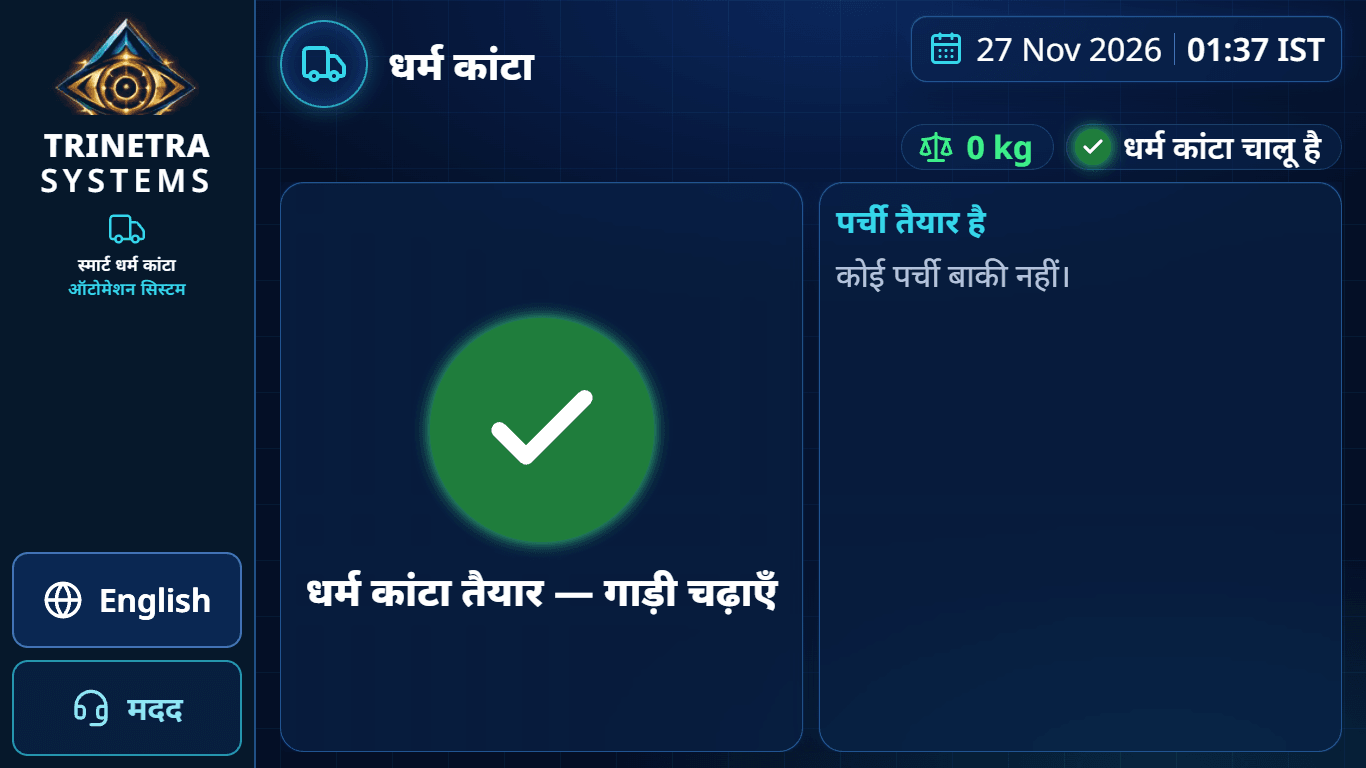 TRINETRA
SYSTEMS
स्मार्ट धर्म कांटा
ऑटोमेशन सिस्टम
English
मदद
धर्म कांटा
27 Nov 2026 01:37 IST
0 kg
धर्म कांटा चालू है
धर्म कांटा तैयार — गाड़ी चढ़ाएँ
पर्ची तैयार है
कोई पर्ची बाकी नहीं।